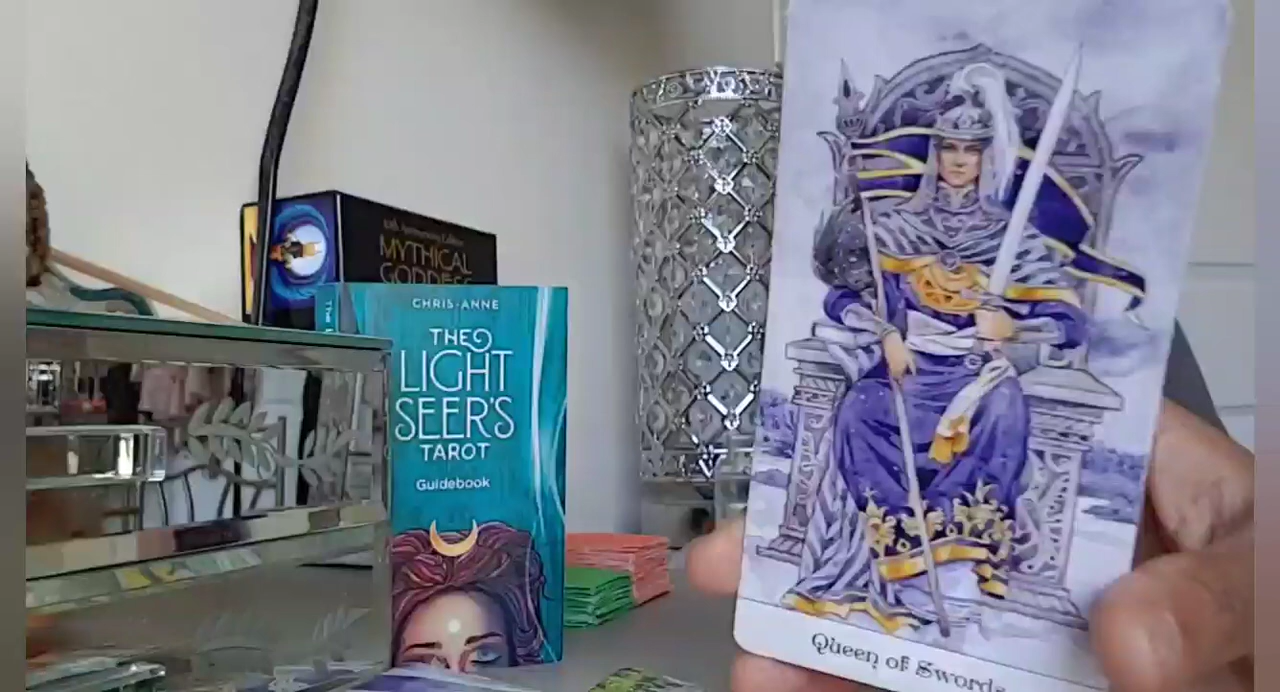 MYTHICAL
GODDESS
CHRIS-ANNE
THE
LIGHT
SEER'S
TAROT
Guidebook
Queen of Swords